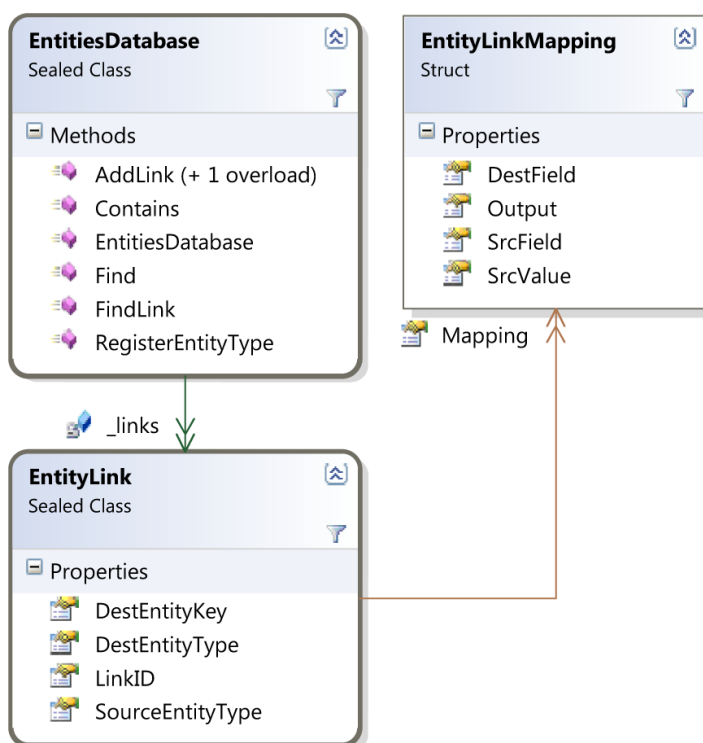 EntitiesDatabase
Sealed Class
Methods
AddLink (+ 1 overload)
Contains
EntitiesDatabase
Find
FindLink
RegisterEntityType
_links
EntityLink
Sealed Class
Properties
DestEntityKey
DestEntityType
LinkID
SourceEntityType
EntityLinkMapping
Struct
Properties
DestField
Output
SrcField
SrcValue
Mapping